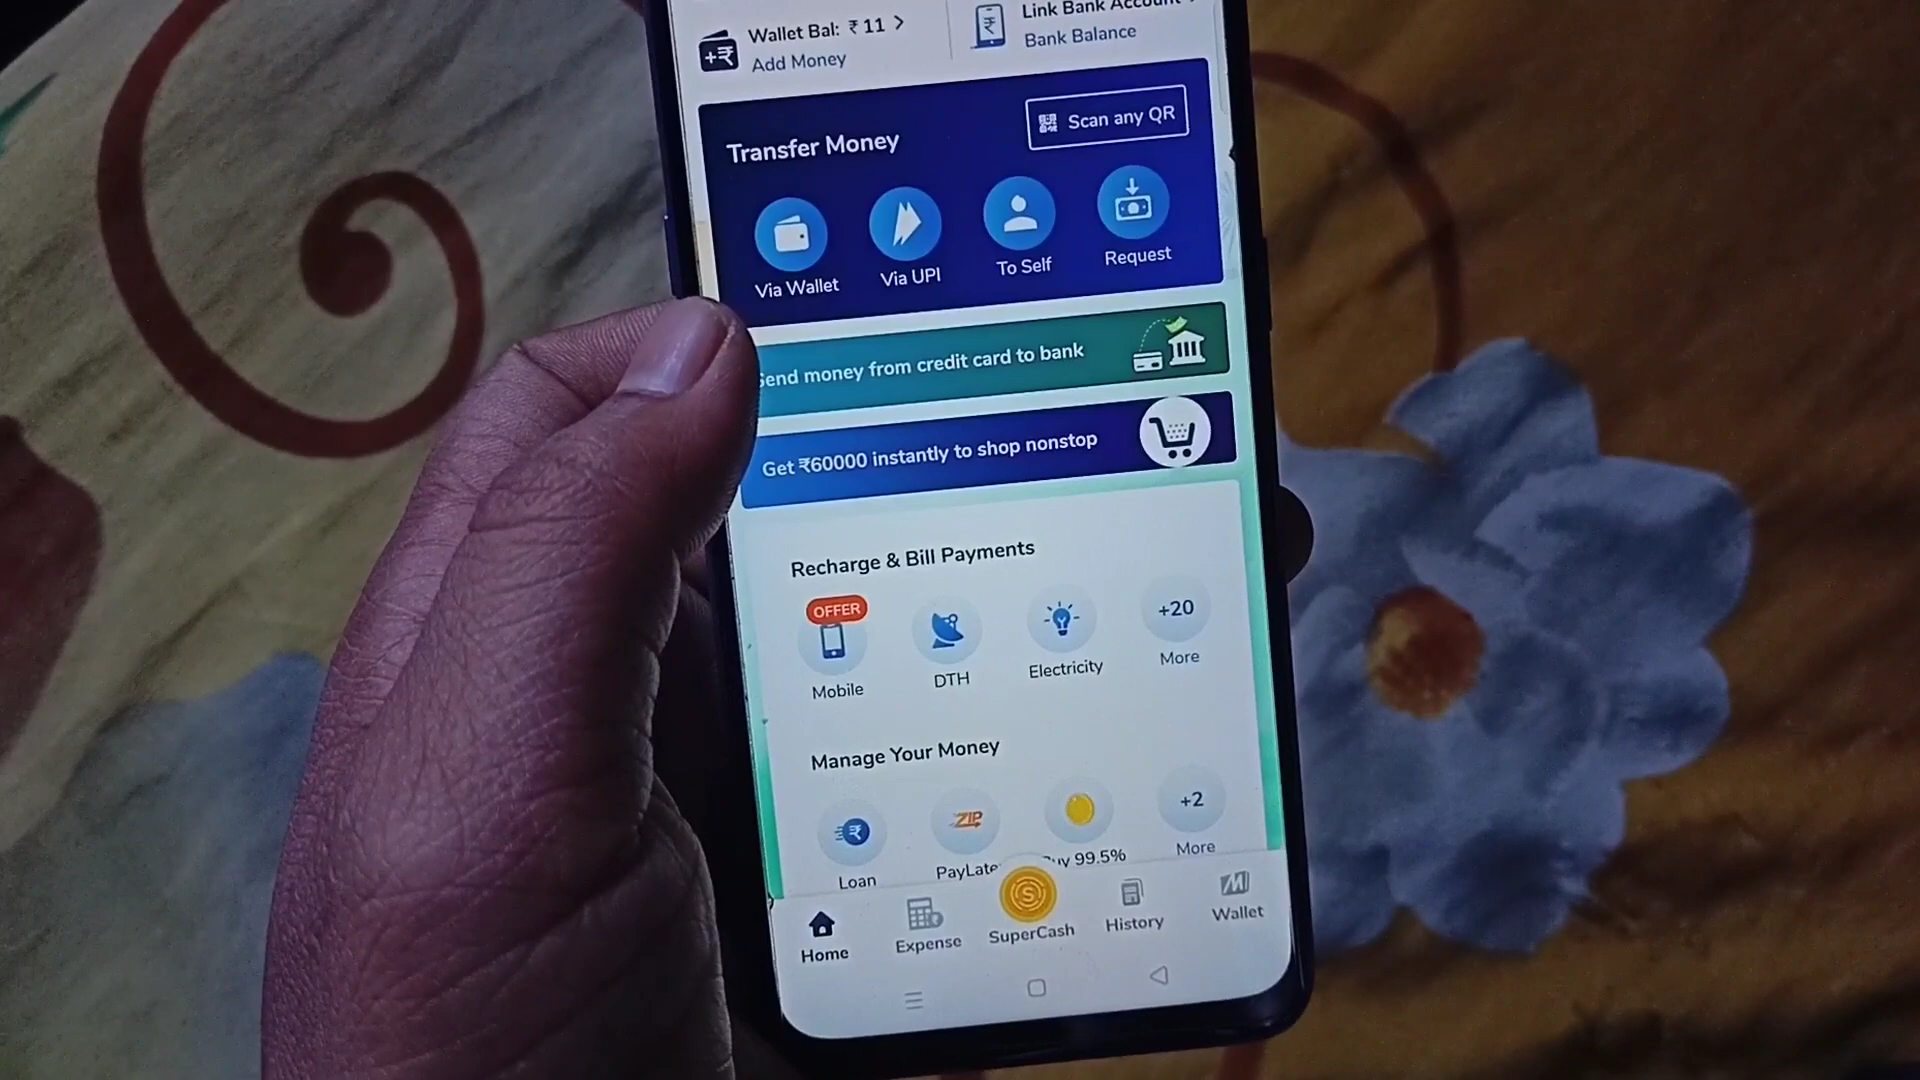 Wallet Bal: ₹ 11 >
Add Money
Link Bank Account
Bank Balance
Transfer Money
Scan any QR
Via Wallet
Via UPI
To Self
Request
Send money from credit card to bank
Get ₹60000 instantly to shop nonstop
Recharge & Bill Payments
OFFER
Mobile
DTH
Electricity
+20
More
Manage Your Money
Loan
ZIP
PayLate
uy 99.5%
+2
More
Home
Expense
SuperCash
History
Wallet